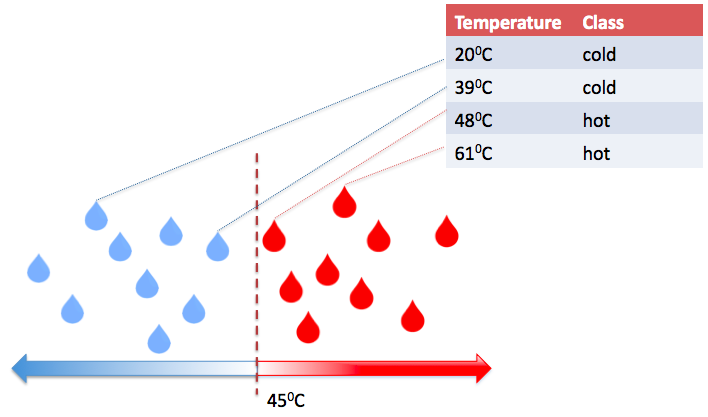 Temperature Class
20⁰C cold
39⁰C cold
48⁰C hot
61⁰C hot
45⁰C